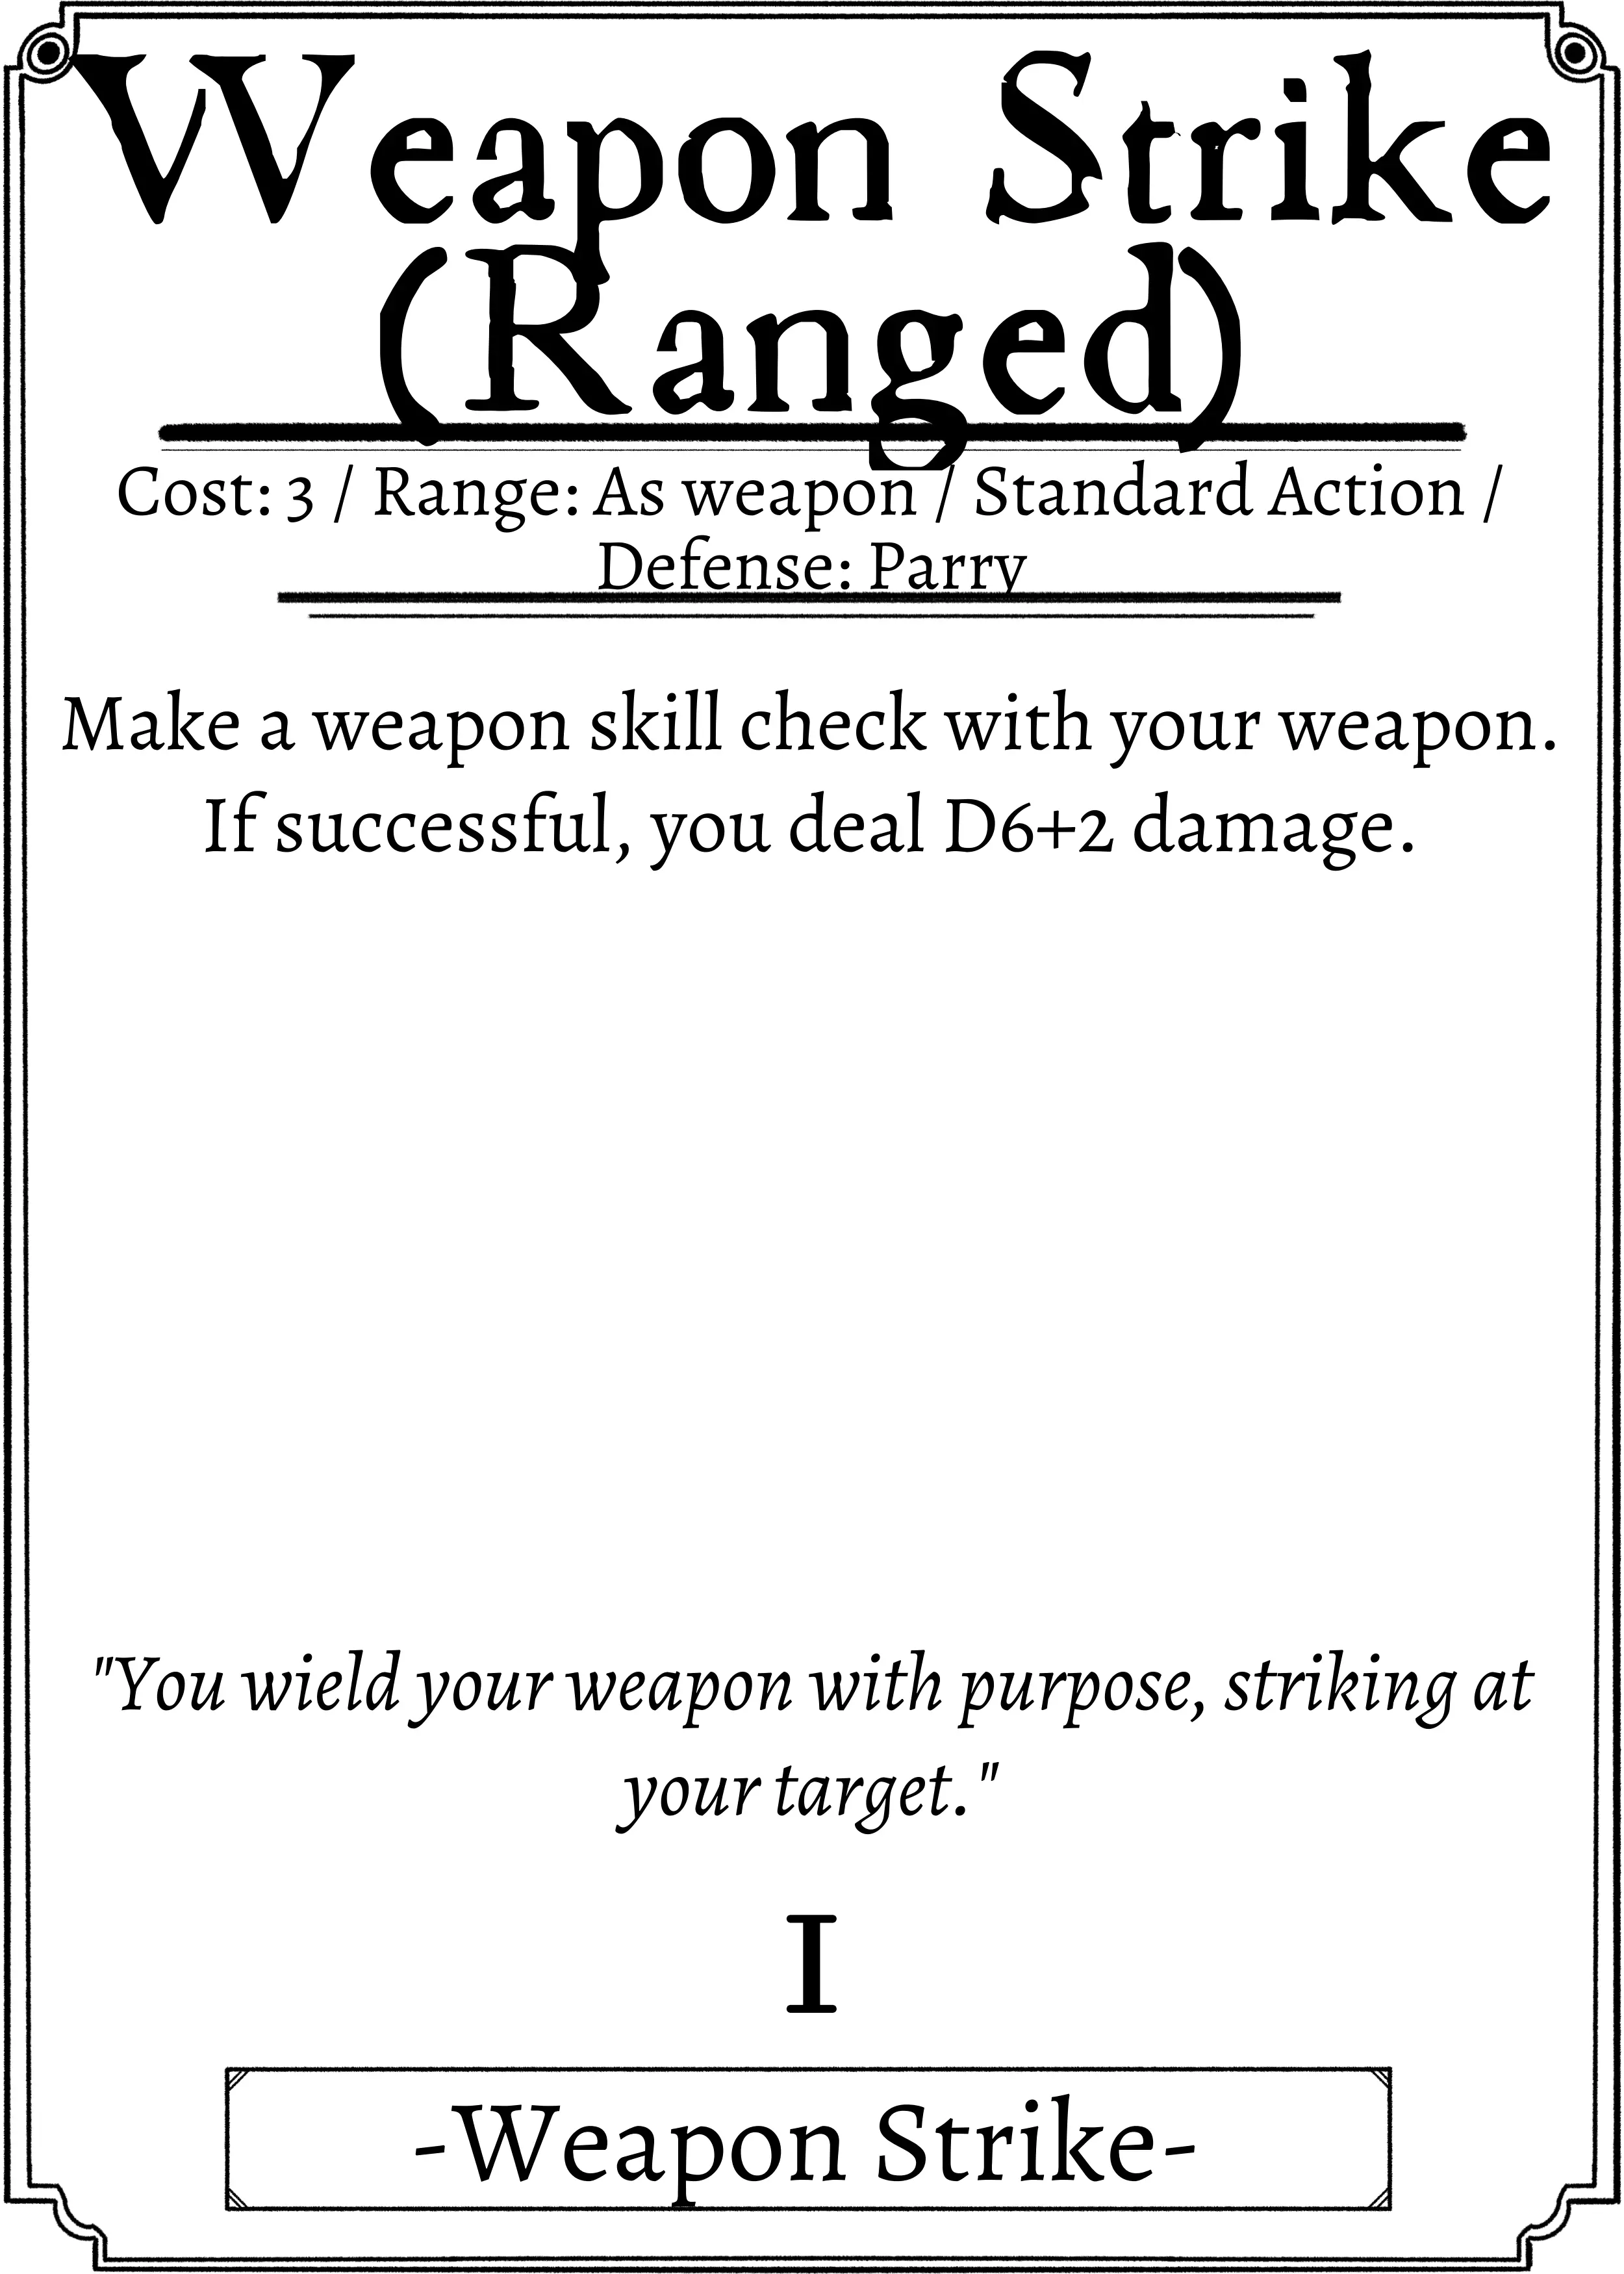 Weapon Strike
(Ranged)
Cost: 3 / Range: As weapon / Standard Action /
Defense: Parry
Make a weapon skill check with your weapon.
If successful, you deal D6+2 damage.
"You wield your weapon with purpose, striking at
your target."
I
-Weapon Strike-